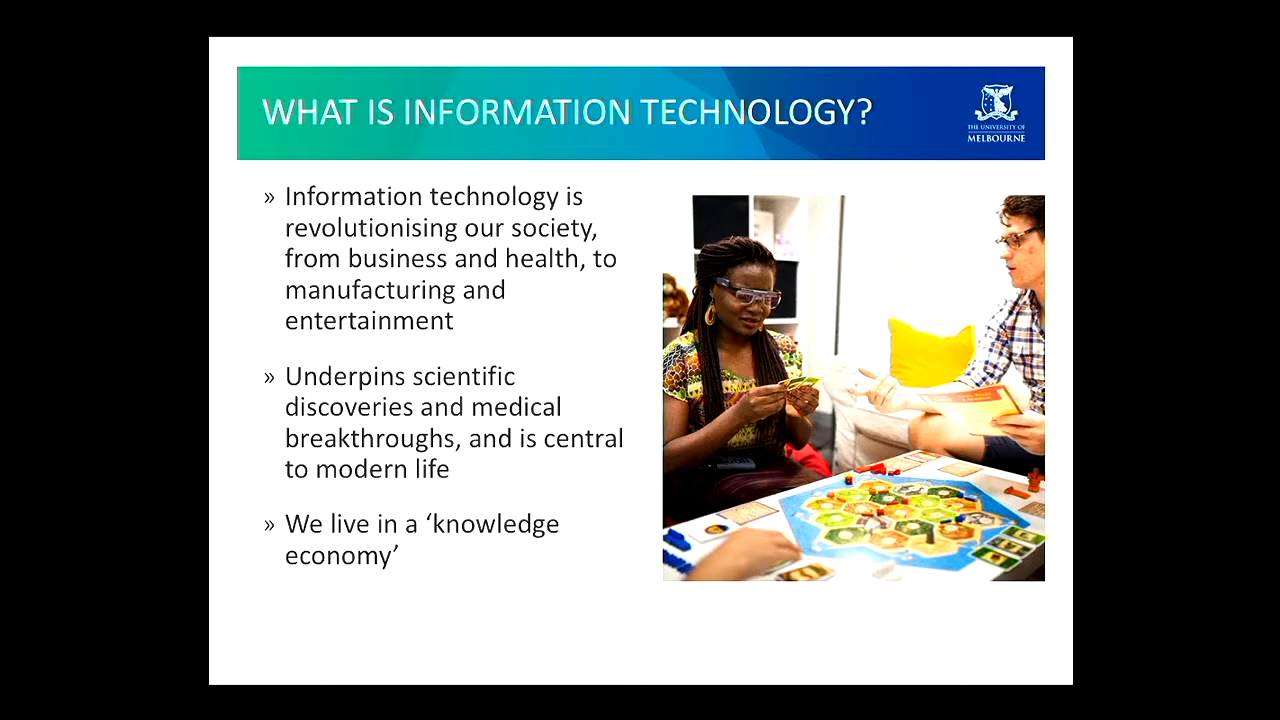 WHAT IS INFORMATION TECHNOLOGY?
THE UNIVERSITY OF
MELBOURNE
» Information technology is
revolutionising our society,
from business and health, to
manufacturing and
entertainment
» Underpins scientific
discoveries and medical
breakthroughs, and is central
to modern life
» We live in a ‘knowledge
economy’